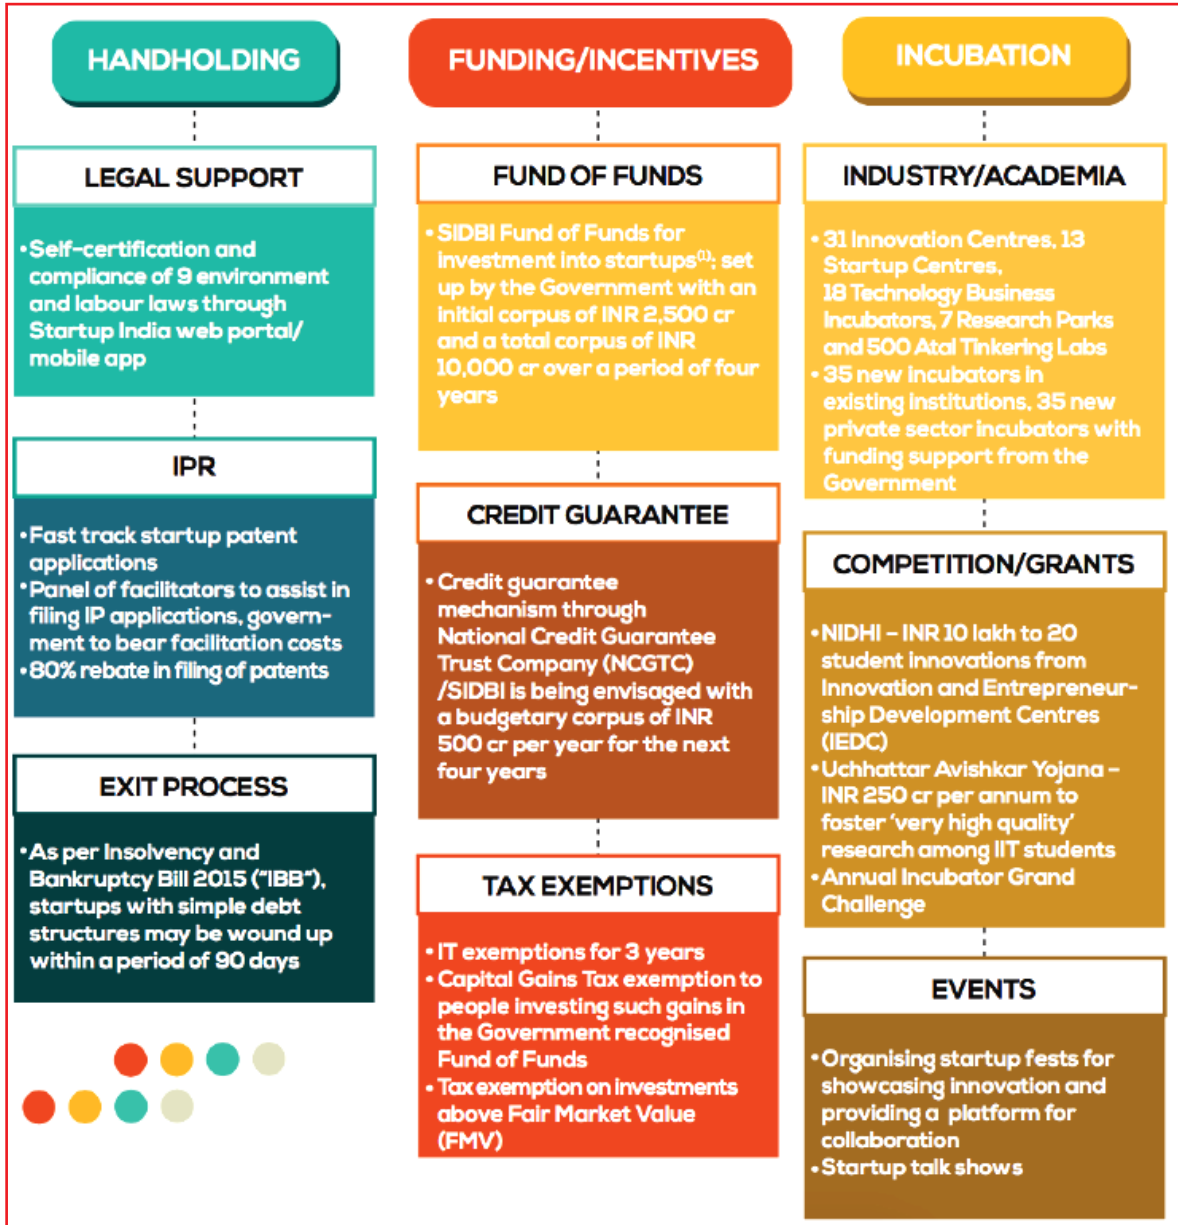 HANDHOLDING
LEGAL SUPPORT
•Self-certification and
compliance of 9 environment
and labour laws through
Startup India web portal/
mobile app
IPR
•Fast track startup patent
applications
•Panel of facilitators to assist in
filing IP applications, govern-
ment to bear facilitation costs
•80% rebate in filing of patents
EXIT PROCESS
•As per Insolvency and
Bankruptcy Bill 2015 ("IBB"),
startups with simple debt
structures may be wound up
within a period of 90 days
FUNDING/INCENTIVES
FUND OF FUNDS
• SIDBI Fund of Funds for
investment into startups(1); set
up by the Government with an
initial corpus of INR 2,500 cr
and a total corpus of INR
10,000 cr over a period of four
years
CREDIT GUARANTEE
• Credit guarantee
mechanism through
National Credit Guarantee
Trust Company (NCGTC)
/SIDBI is being envisaged with
a budgetary corpus of INR
500 cr per year for the next
four years
TAX EXEMPTIONS
• IT exemptions for 3 years
• Capital Gains Tax exemption to
people investing such gains in
the Government recognised
Fund of Funds
• Tax exemption on investments
above Fair Market Value
(FMV)
INCUBATION
INDUSTRY/ACADEMIA
• 31 Innovation Centres, 13
Startup Centres,
18 Technology Business
Incubators, 7 Research Parks
and 500 Atal Tinkering Labs
• 35 new incubators in
existing institutions, 35 new
private sector incubators with
funding support from the
Government
COMPETITION/GRANTS
•NIDHI – INR 10 lakh to 20
student innovations from
Innovation and Entrepreneur-
ship Development Centres
(IEDC)
•Uchhattar Avishkar Yojana –
INR 250 cr per annum to
foster 'very high quality'
research among IIT students
•Annual Incubator Grand
Challenge
EVENTS
•Organising startup fests for
showcasing innovation and
providing a platform for
collaboration
•Startup talk shows